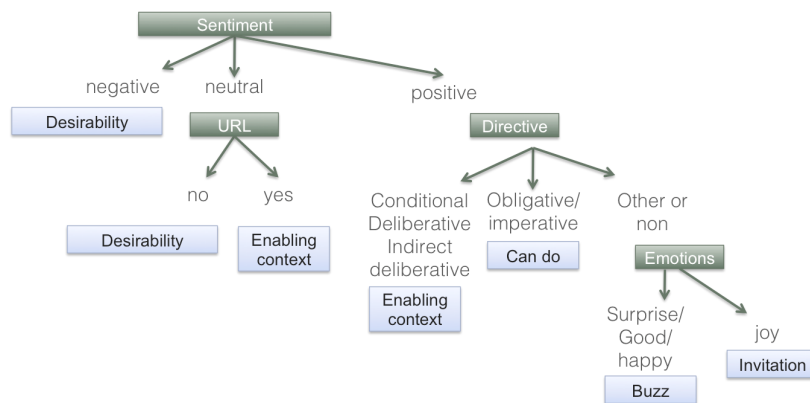 Sentiment
negative
neutral
positive
Desirability
URL
Directive
no
yes
Conditional
Deliberative
Indirect
deliberative
Obligative/
imperative
Other or
non
Desirability
Enabling
context
Can do
Emotions
Enabling
context
Surprise/
Good/
happy
joy
Invitation
Buzz